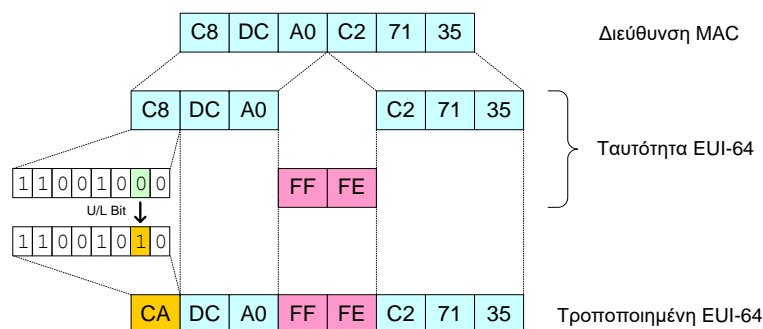 C8 DC A0 C2 71 35 Διεύθυνση MAC
C8 DC A0 C2 71 35
Ταυτότητα EUI-64
1 1 0 0 1 0 0 0
FF FE
U/L Bit
1 1 0 0 1 0 1 0
CA DC A0 FF FE C2 71 35 Τροποποιημένη EUI-64